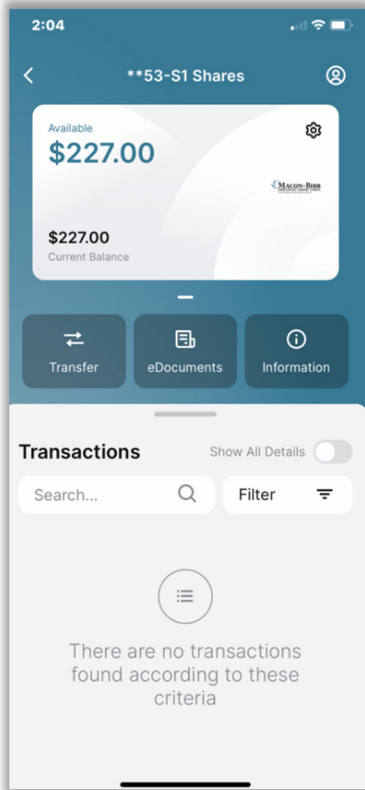 2:04
**53-S1 Shares
Available
$227.00
MACON-BIBB
$227.00
Current Balance
Transfer
eDocuments
Information
Transactions
Show All Details
Search...
Filter
There are no transactions
found according to these
criteria